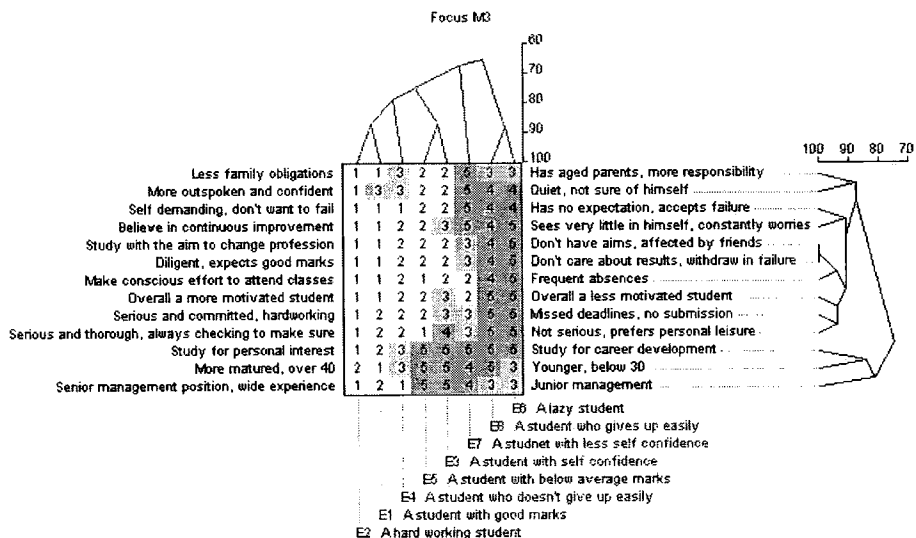 Focus M3
60
70
80
90
100
100 90 80 70
Less family obligations 1 1 3 2 2 5 3 3 Has aged parents, more responsibility
More outspoken and confident 1 3 3 2 2 5 4 4 Quiet, not sure of himself
Self demanding, don't want to fail 1 1 1 2 2 5 4 4 Has no expectation, accepts failure
Believe in continuous improvement 1 1 2 2 3 5 4 5 Sees very little in himself, constantly worries
Study with the aim to change profession 1 1 2 2 2 3 4 5 Don't have aims, affected by friends
Diligent, expects good marks 1 1 2 2 2 3 4 5 Don't care about results, withdraw in failure
Make conscious effort to attend classes 1 1 2 1 2 2 4 5 Frequent absences
Overall a more motivated student 1 1 2 2 3 2 5 5 Overall a less motivated student
Serious and committed, hardworking 1 2 2 2 3 3 5 5 Missed deadlines, no submission
Serious and thorough, always checking to make sure 1 2 2 1 4 3 5 5 Not serious, prefers personal leisure
Study for personal interest 1 2 3 5 5 5 5 5 Study for career development
More matured, over 40 2 1 3 5 5 4 5 3 Younger, below 30
Senior management position, wide experience 1 2 1 5 5 4 3 3 Junior management
E6 A lazy student
E8 A student who gives up easily
E7 A studnet with less self confidence
E3 A student with self confidence
E5 A student with below average marks
E4 A student who doesn't give up easily
E1 A student with good marks
E2 A hard working student